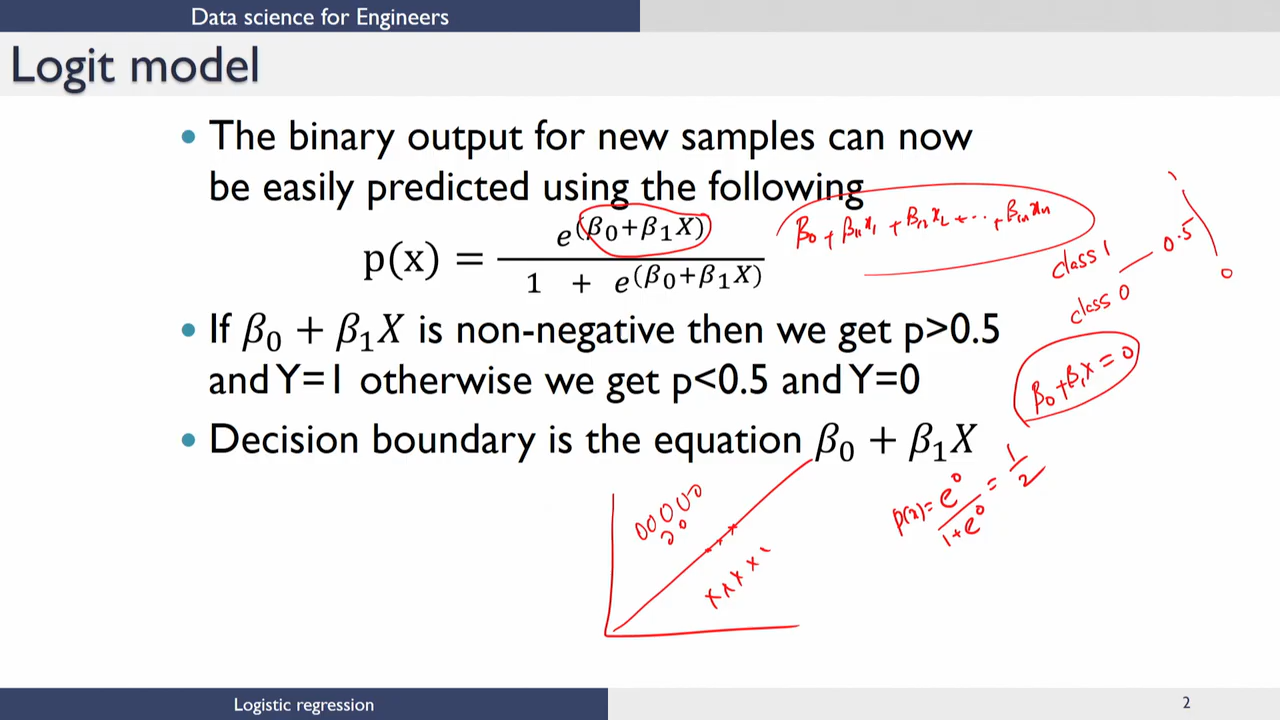 Data science for Engineers
Logit model
• The binary output for new samples can now
be easily predicted using the following
p(x) = e^(β₀+β₁X) / 1 + e^(β₀+β₁X)
β₀ + β₁₁x₁ + β₁₂x₂ + ... + β₁ₙxₙ
class 1
0.5
class 0
0
• If β₀ + β₁X is non-negative then we get p>0.5
and Y=1 otherwise we get p<0.5 and Y=0
β₀+β₁X = 0
• Decision boundary is the equation β₀ + β₁X
p(x) = e⁰ / 1+e⁰ = 1/2
Logistic regression
2